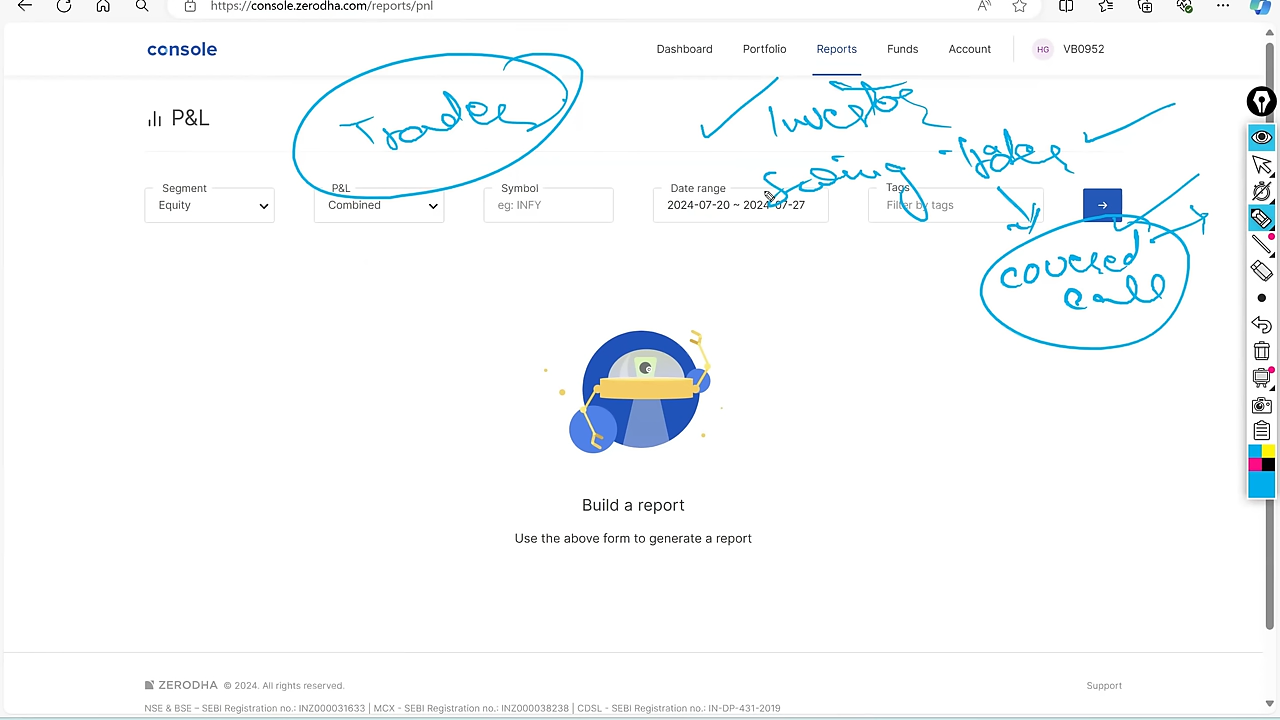 https://console.zerodha.com/reports/pnl
console
Dashboard Portfolio Reports Funds Account HG VB0952
P&L
Trader
Investor
Swing - Trader
Segment P&L Symbol Date range Tags
Equity Combined eg: INFY 2024-07-20 ~ 2024-07-27 Filter by tags
covered
call
Build a report
Use the above form to generate a report
ZERODHA © 2024. All rights reserved. Support
NSE & BSE – SEBI Registration no.: INZ000031633 | MCX - SEBI Registration no.: INZ000038238 | CDSL - SEBI Registration no.: IN-DP-431-2019